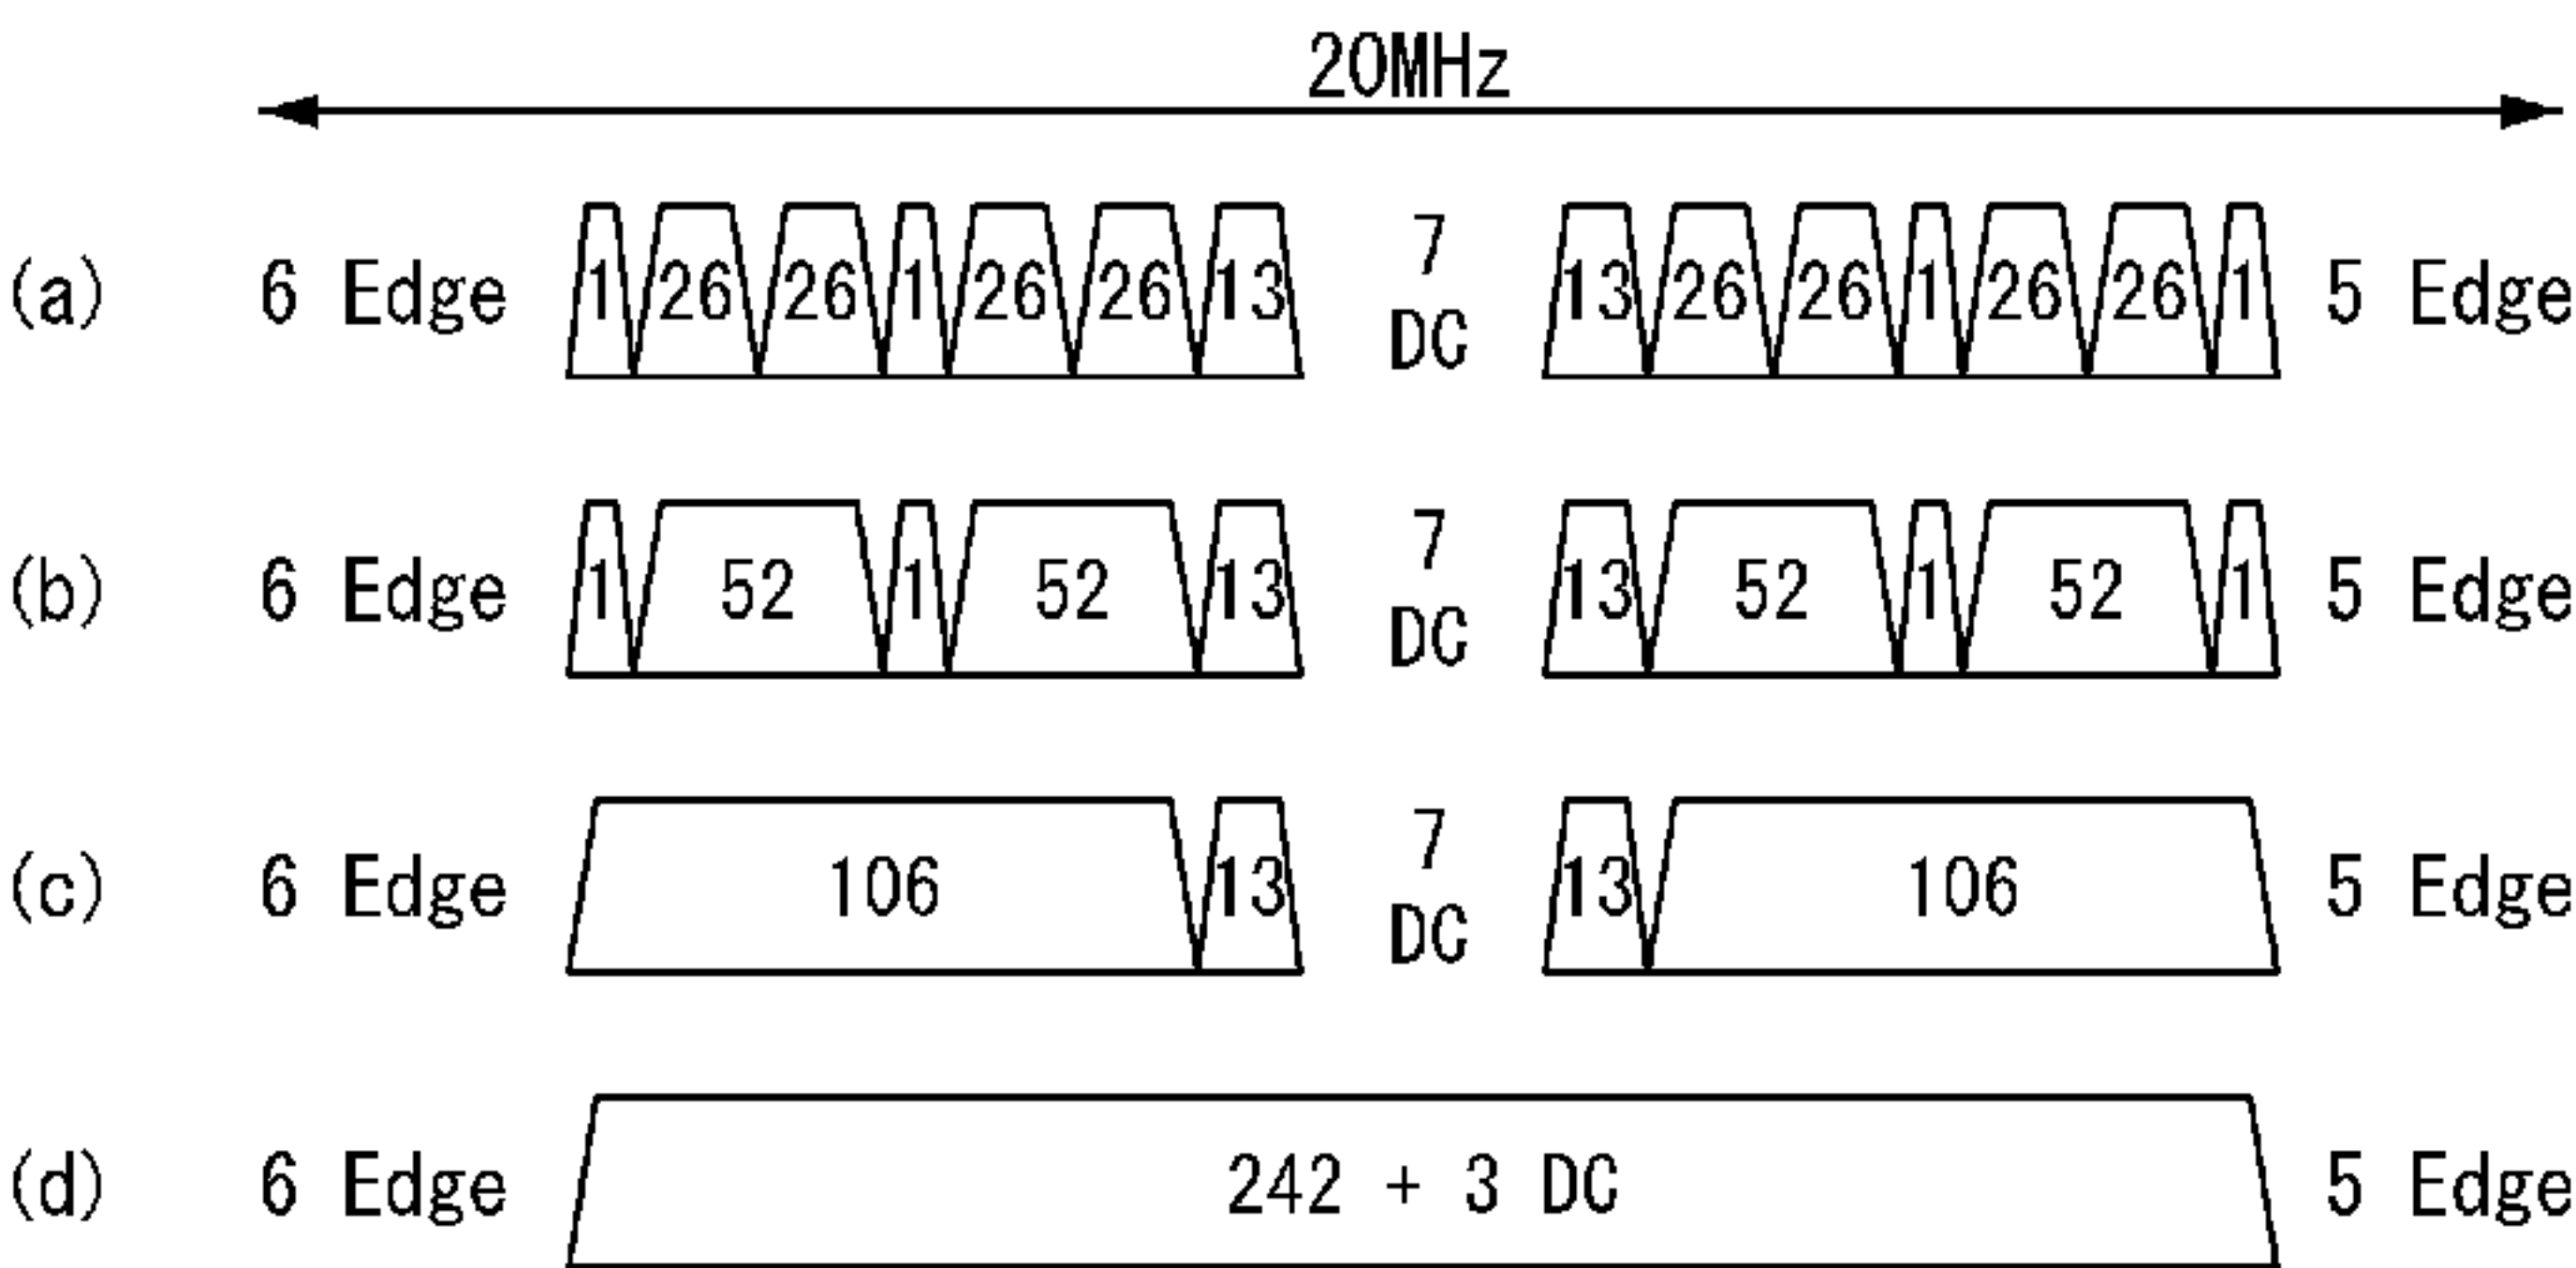 20MHz
(a) 6 Edge 1 26 26 1 26 26 13 7 DC 13 26 26 1 26 26 1 5 Edge
(b) 6 Edge 1 52 1 52 13 7 DC 13 52 1 52 1 5 Edge
(c) 6 Edge 106 13 7 DC 13 106 5 Edge
(d) 6 Edge 242 + 3 DC 5 Edge